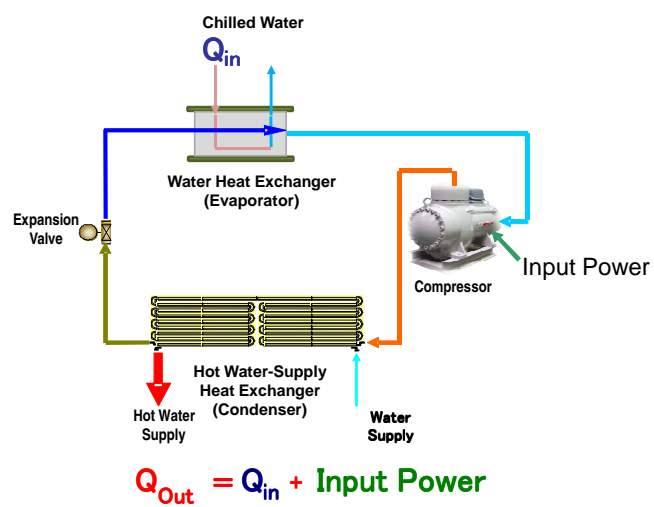 Chilled Water
Qin
Water Heat Exchanger
(Evaporator)
Expansion
Valve
Input Power
Compressor
Hot Water-Supply
Heat Exchanger
(Condenser)
Hot Water
Supply
Water
Supply
QOut = Qin + Input Power